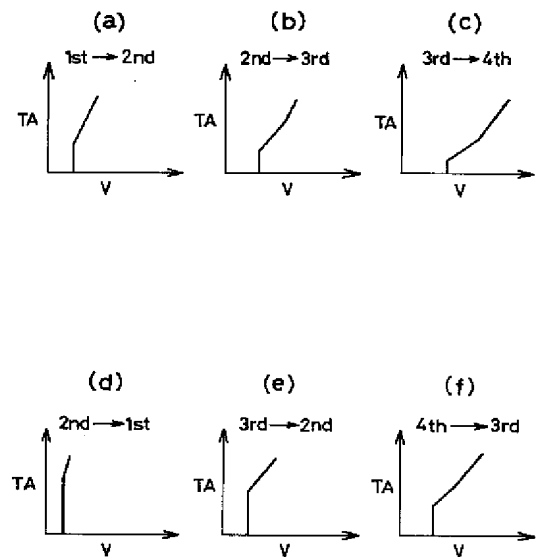 (a) (b) (c)
1st→2nd 2nd→3rd 3rd→4th
TA TA TA
V V V
(d) (e) (f)
2nd→1st 3rd→2nd 4th→3rd
TA TA TA
V V V